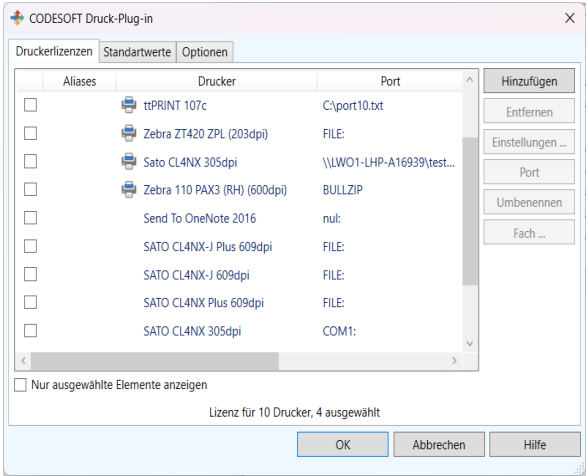 CODESOFT Druck-Plug-in
Druckerlizenzen Standartwerte Optionen
Aliases Drucker Port
ttPRINT 107c C:\port10.txt
Zebra ZT420 ZPL (203dpi) FILE:
Sato CL4NX 305dpi \\LWO1-LHP-A16939\test...
Zebra 110 PAX3 (RH) (600dpi) BULLZIP
Send To OneNote 2016 nul:
SATO CL4NX-J Plus 609dpi FILE:
SATO CL4NX-J 609dpi FILE:
SATO CL4NX Plus 609dpi FILE:
SATO CL4NX 305dpi COM1:
Hinzufügen
Entfernen
Einstellungen ...
Port
Umbenennen
Fach ...
Nur ausgewählte Elemente anzeigen
Lizenz für 10 Drucker, 4 ausgewählt
OK Abbrechen Hilfe